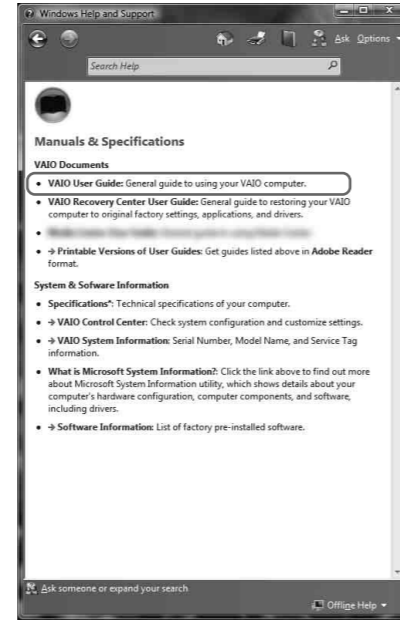 Windows Help and Support
Ask Options
Search Help
Manuals & Specifications
VAIO Documents
• VAIO User Guide: General guide to using your VAIO computer.
• VAIO Recovery Center User Guide: General guide to restoring your VAIO
computer to original factory settings, applications, and drivers.
• → Printable Versions of User Guides: Get guides listed above in Adobe Reader
format.
System & Sofware Information
• Specifications*: Technical specifications of your computer.
• → VAIO Control Center: Check system configuration and customize settings.
• → VAIO System Information: Serial Number, Model Name, and Service Tag
information.
• What is Microsoft System Information?: Click the link above to find out more
about Microsoft System Information utility, which shows details about your
computer's hardware configuration, computer components, and software,
including drivers.
• → Software Information: List of factory pre-installed software.
Ask someone or expand your search
Offline Help